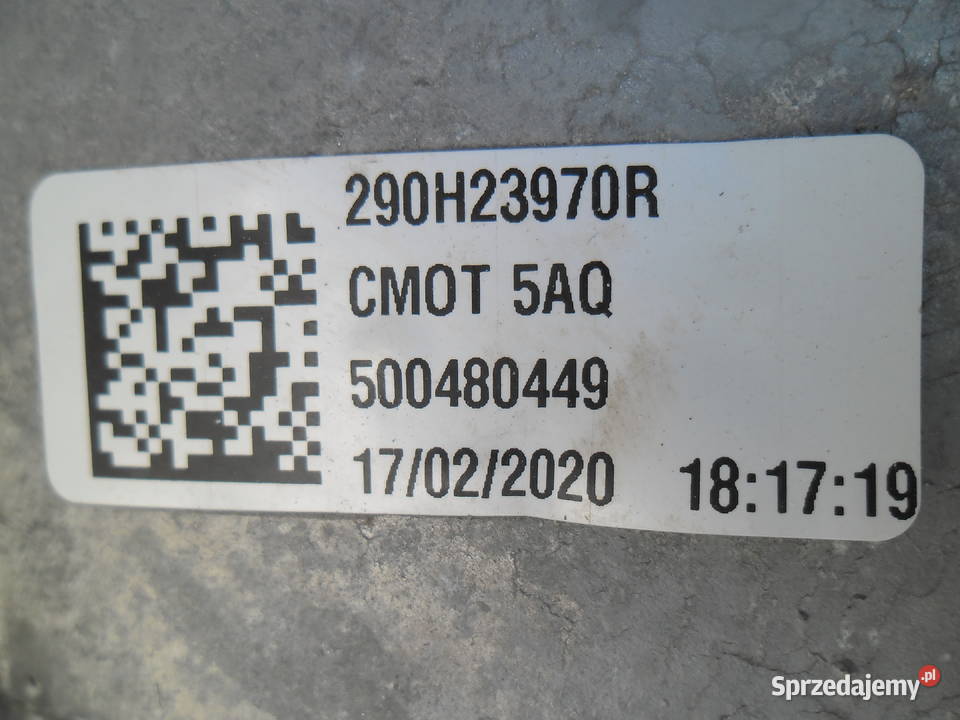 290H23970R
CMOT 5AQ
500480449
17/02/2020 18:17:19
Sprzedajemy.pl